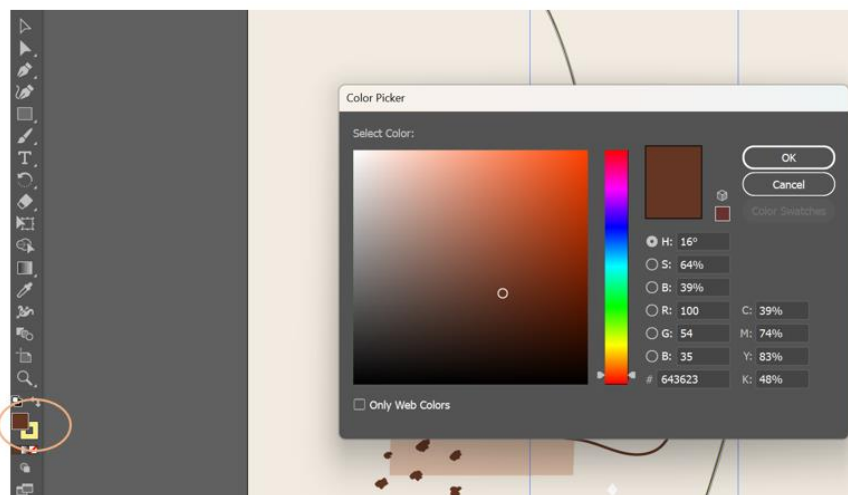 Color Picker
Select Color:
OK
Cancel
Color Swatches
H: 16°
S: 64%
B: 39%
R: 100 C: 39%
G: 54 M: 74%
B: 35 Y: 83%
# 643623 K: 48%
Only Web Colors